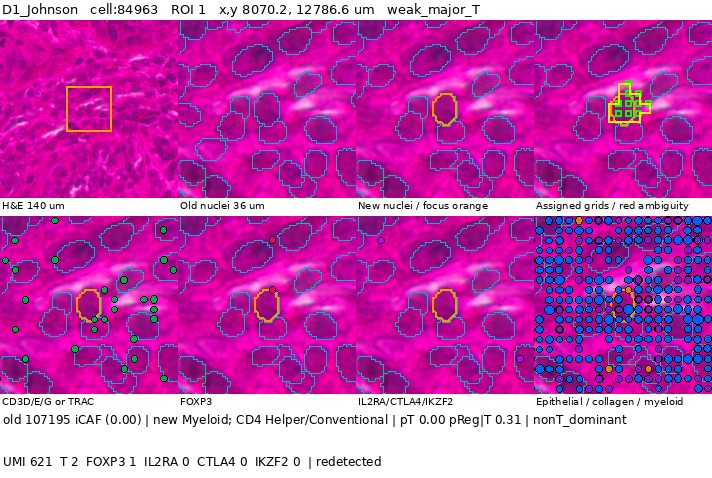 D1_Johnson cell:84963 ROI 1 x,y 8070.2, 12786.6 um weak_major_T
H&E 140 um
Old nuclei 36 um
New nuclei / focus orange
Assigned grids / red ambiguity
CD3D/E/G or TRAC
FOXP3
IL2RA/CTLA4/IKZF2
Epithelial / collagen / myeloid
old 107195 iCAF (0.00) | new Myeloid; CD4 Helper/Conventional | pT 0.00 pReg|T 0.31 | nonT_dominant
UMI 621 T 2 FOXP3 1 IL2RA 0 CTLA4 0 IKZF2 0 | redetected